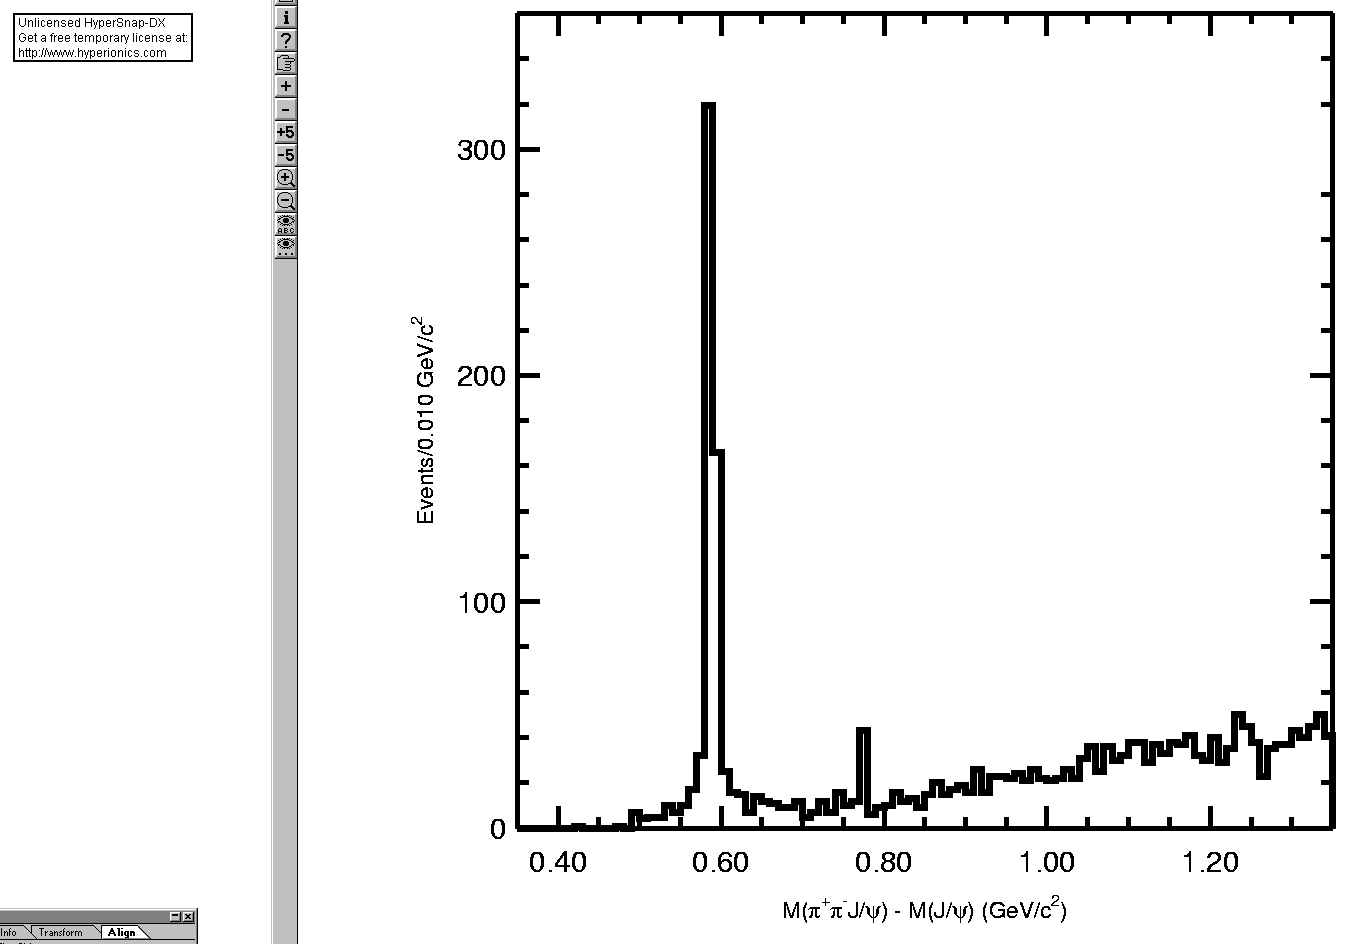 Unlicensed HyperSnap-DX
Get a free temporary license at:
http://www.hyperionics.com
i
?
+
-
+5
-5
ABC
300
200
100
0
Events/0.010 GeV/c²
0.40 0.60 0.80 1.00 1.20
M(π⁺π⁻J/ψ) - M(J/ψ) (GeV/c²)
Info Transform Align